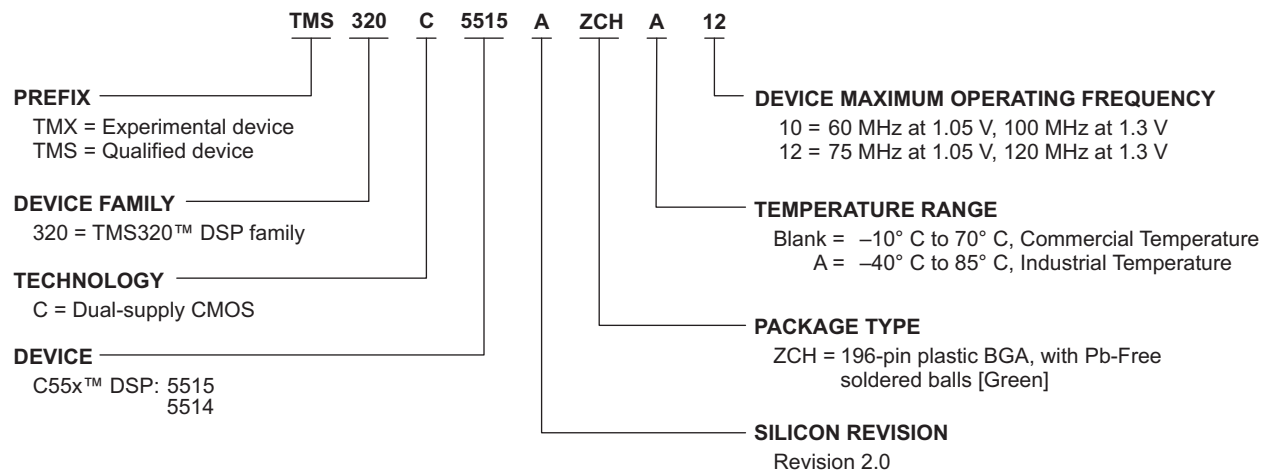 TMS 320 C 5515 A ZCH A 12
PREFIX
TMX = Experimental device
TMS = Qualified device
DEVICE FAMILY
320 = TMS320™ DSP family
TECHNOLOGY
C = Dual-supply CMOS
DEVICE
C55x™ DSP: 5515
5514
DEVICE MAXIMUM OPERATING FREQUENCY
10 = 60 MHz at 1.05 V, 100 MHz at 1.3 V
12 = 75 MHz at 1.05 V, 120 MHz at 1.3 V
TEMPERATURE RANGE
Blank = –10° C to 70° C, Commercial Temperature
A = –40° C to 85° C, Industrial Temperature
PACKAGE TYPE
ZCH = 196-pin plastic BGA, with Pb-Free
soldered balls [Green]
SILICON REVISION
Revision 2.0